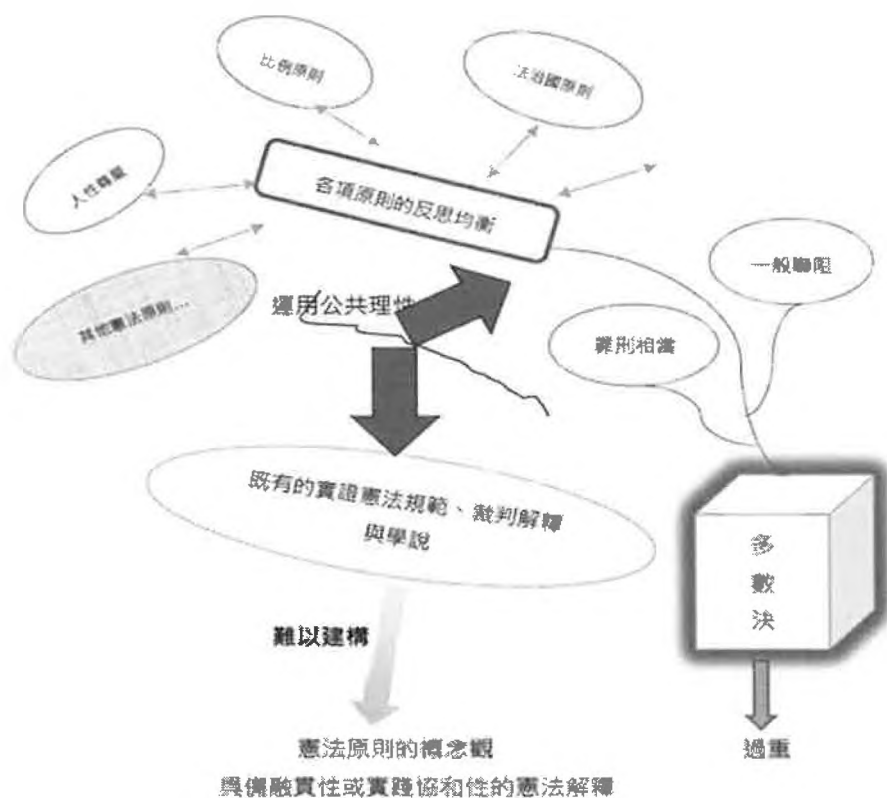 比例原則
法治國原則
人性尊嚴
各項原則的反思均衡
其他憲法原則...
運用公共理性
一般嚇阻
罪刑相當
既有的實證憲法規範、裁判解釋
與學說
多
數
決
難以建構
過重
憲法原則的概念觀
具備融貫性或實踐協和性的憲法解釋